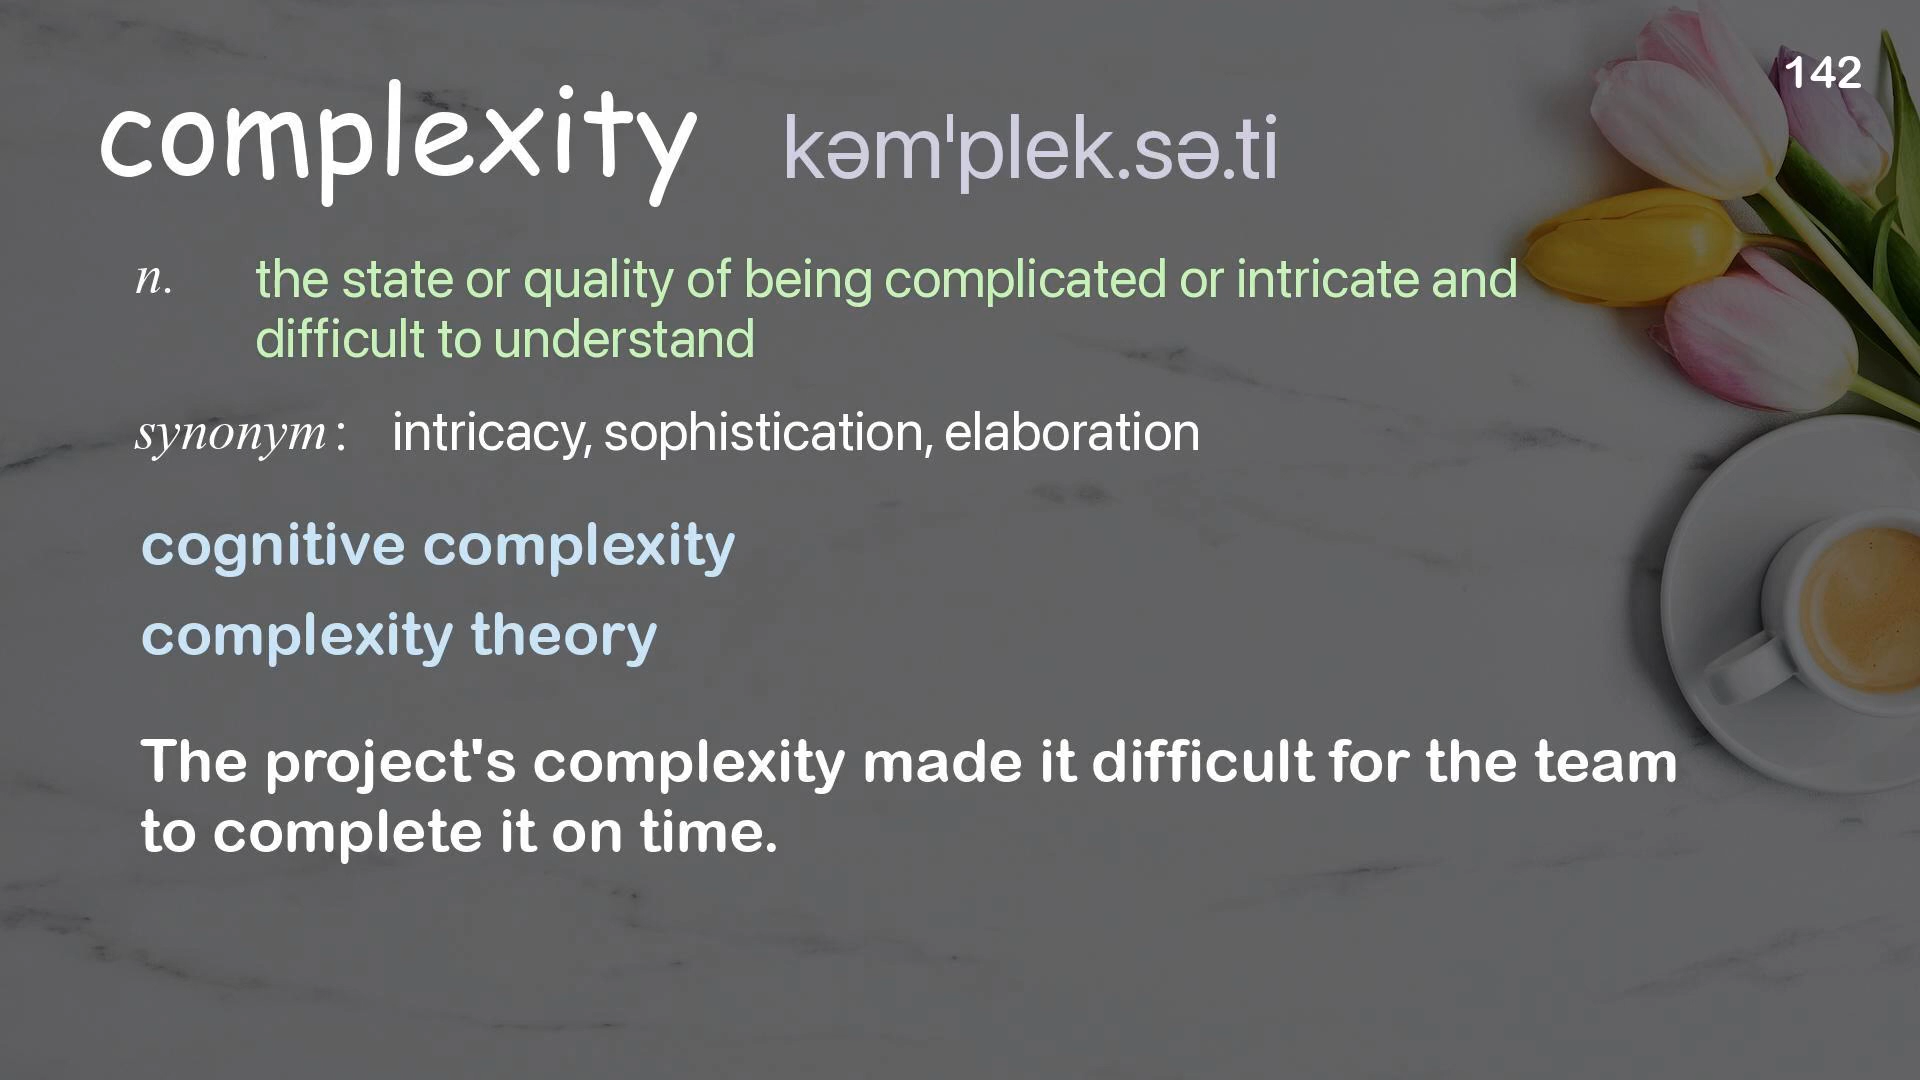 142
complexity kəm'plek.sə.ti
n. the state or quality of being complicated or intricate and
difficult to understand
synonym: intricacy, sophistication, elaboration
cognitive complexity
complexity theory
The project's complexity made it difficult for the team
to complete it on time.